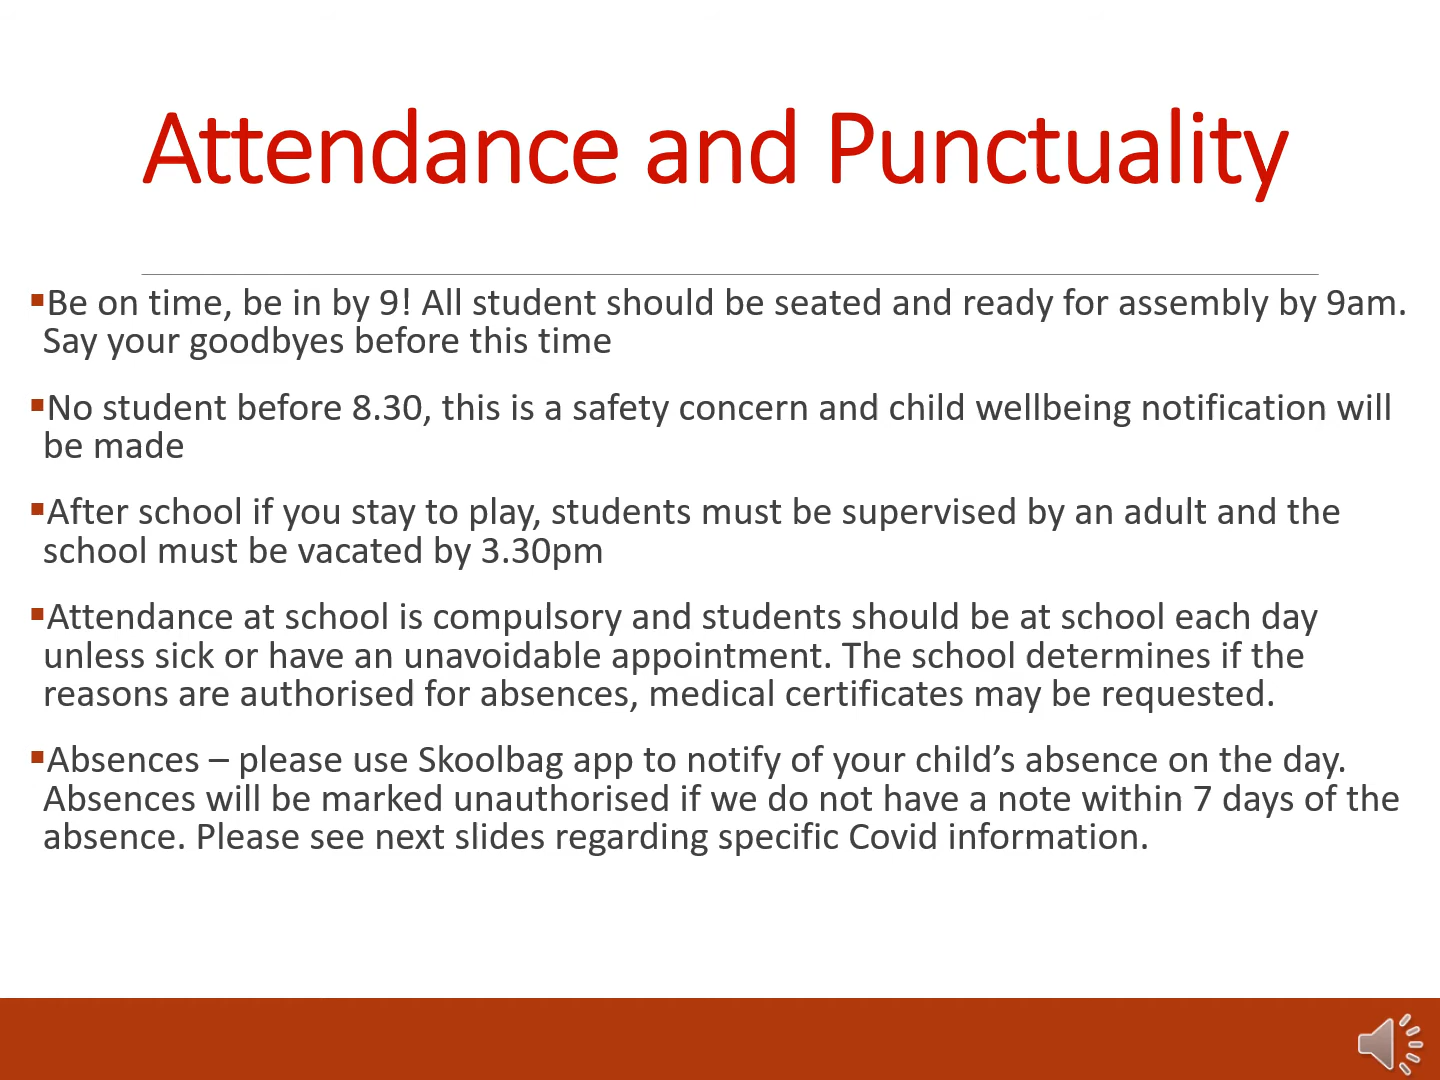 Attendance and Punctuality
▪Be on time, be in by 9! All student should be seated and ready for assembly by 9am.
Say your goodbyes before this time
▪No student before 8.30, this is a safety concern and child wellbeing notification will
be made
▪After school if you stay to play, students must be supervised by an adult and the
school must be vacated by 3.30pm
▪Attendance at school is compulsory and students should be at school each day
unless sick or have an unavoidable appointment. The school determines if the
reasons are authorised for absences, medical certificates may be requested.
▪Absences – please use Skoolbag app to notify of your child’s absence on the day.
Absences will be marked unauthorised if we do not have a note within 7 days of the
absence. Please see next slides regarding specific Covid information.